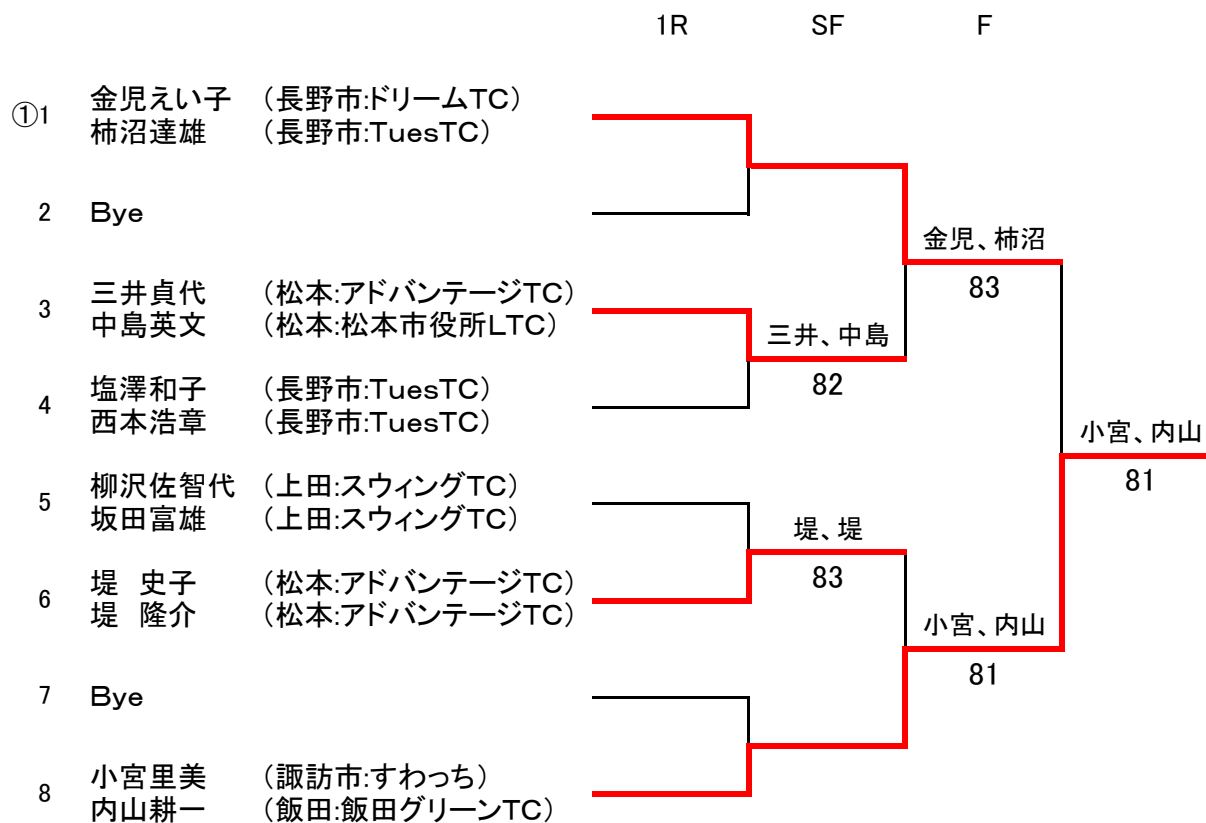 1R SF F
金児えい子 （長野市:ドリームTC）
①1
柿沼達雄 （長野市:TuesTC）
2 Bye
金児、柿沼
83
三井貞代 （松本:アドバンテージTC）
3
中島英文 （松本:松本市役所LTC）
三井、中島
82
塩澤和子 （長野市:TuesTC）
4
西本浩章 （長野市:TuesTC）
小宮、内山
81
柳沢佐智代 （上田:スウィングTC）
5
坂田富雄 （上田:スウィングTC）
堤、堤
83
堤 史子 （松本:アドバンテージTC）
6
堤 隆介 （松本:アドバンテージTC）
小宮、内山
81
7 Bye
小宮里美 （諏訪市:すわっち）
8
内山耕一 （飯田:飯田グリーンTC）